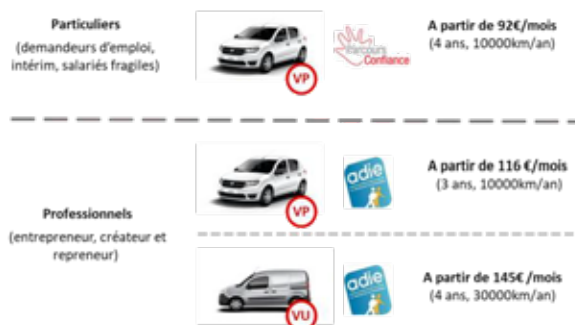 Particuliers
(demandeurs d'emploi,
intérim, salariés fragiles)
VP
Parcours
Confiance
A partir de 92€/mois
(4 ans, 10000km/an)
Professionnels
(entrepreneur, créateur et
repreneur)
VP
adie
A partir de 116 €/mois
(3 ans, 10000km/an)
VU
adie
A partir de 145€/mois
(4 ans, 30000km/an)